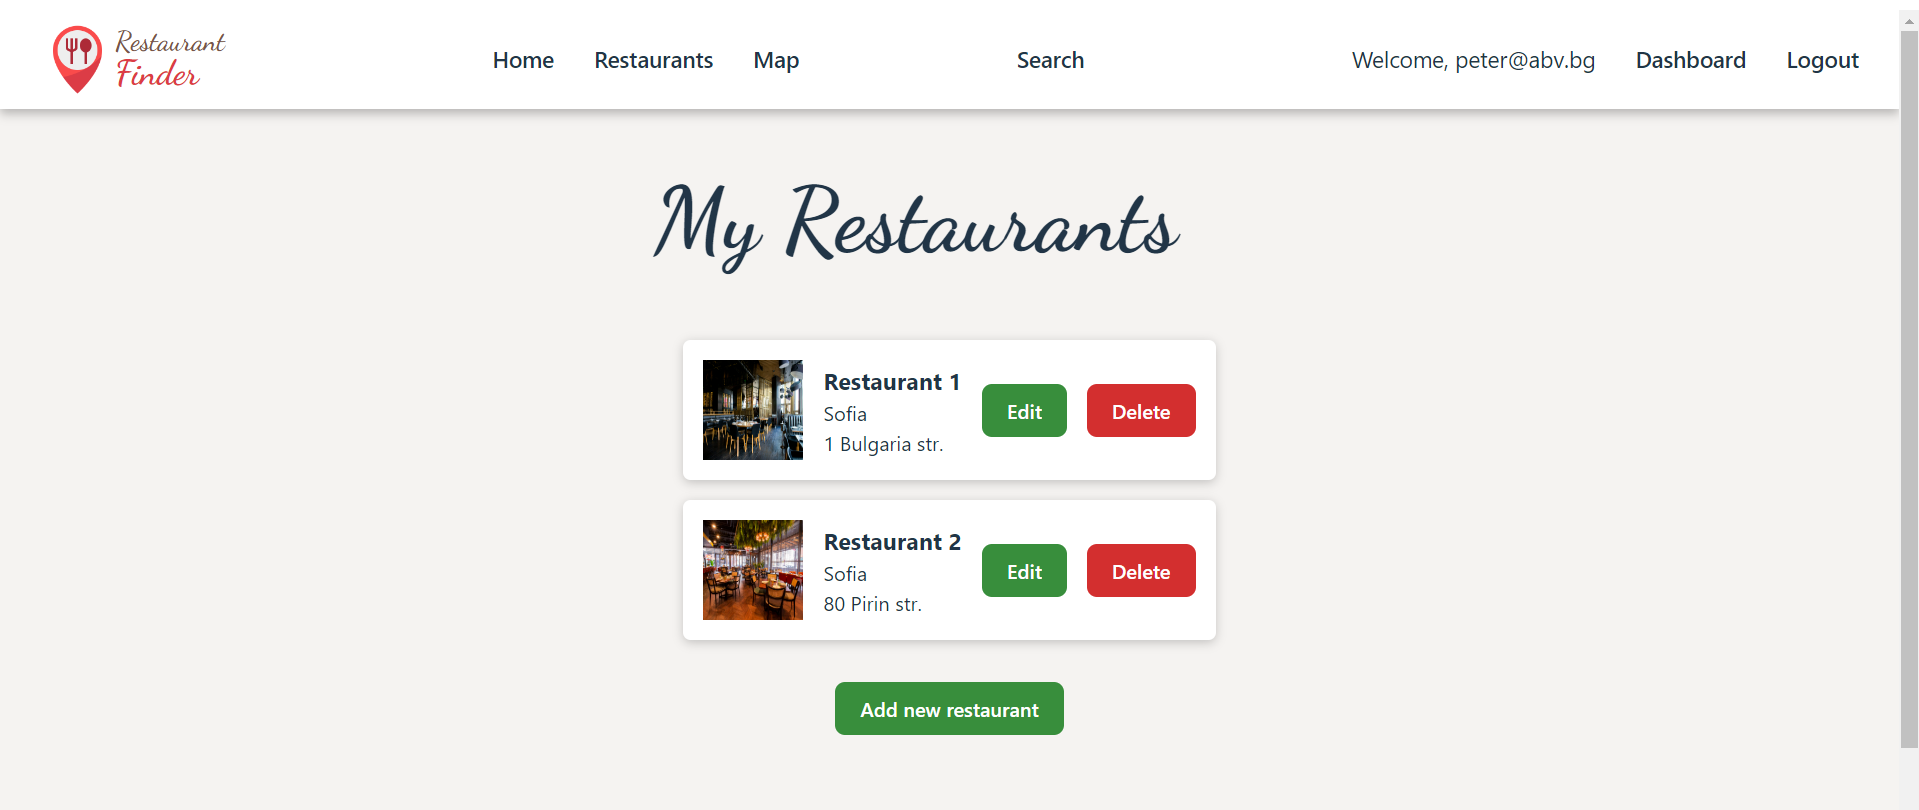 Restaurant
Finder
Home
Restaurants
Map
Search
Welcome, peter@abv.bg
Dashboard
Logout
My Restaurants
Restaurant 1
Sofia
1 Bulgaria str.
Edit
Delete
Restaurant 2
Sofia
80 Pirin str.
Edit
Delete
Add new restaurant